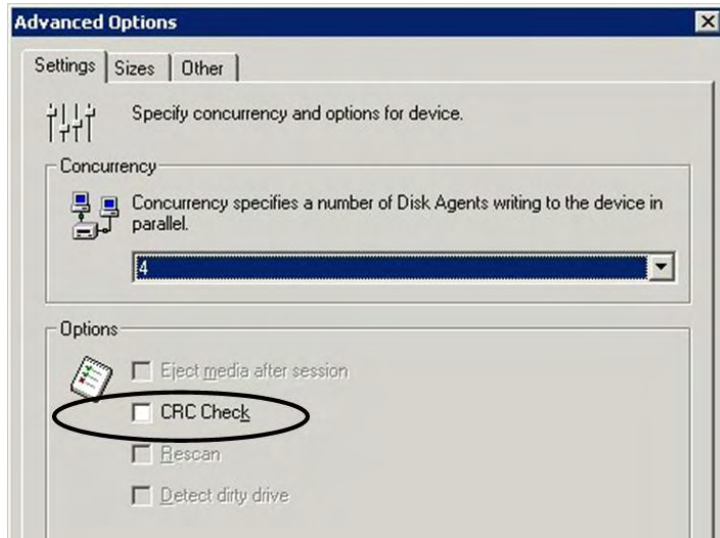 Advanced Options
Settings
Sizes
Other
Specify concurrency and options for device.
Concurrency
Concurrency specifies a number of Disk Agents writing to the device in
parallel.
4
Options
Eject media after session
CRC Check
Rescan
Detect dirty drive